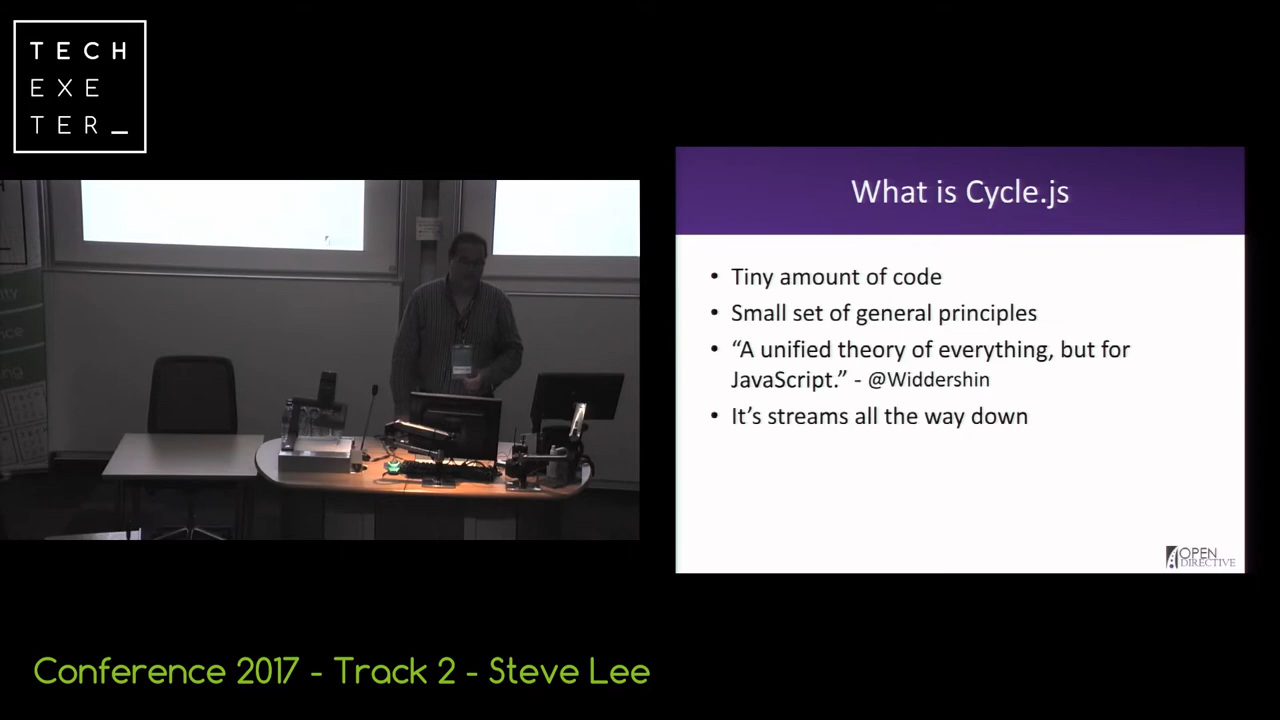 TECH
EXE
TER_
What is Cycle.js
• Tiny amount of code
• Small set of general principles
• “A unified theory of everything, but for
JavaScript.” - @Widdershin
• It’s streams all the way down
OPEN
DIRECTIVE
Conference 2017 - Track 2 - Steve Lee